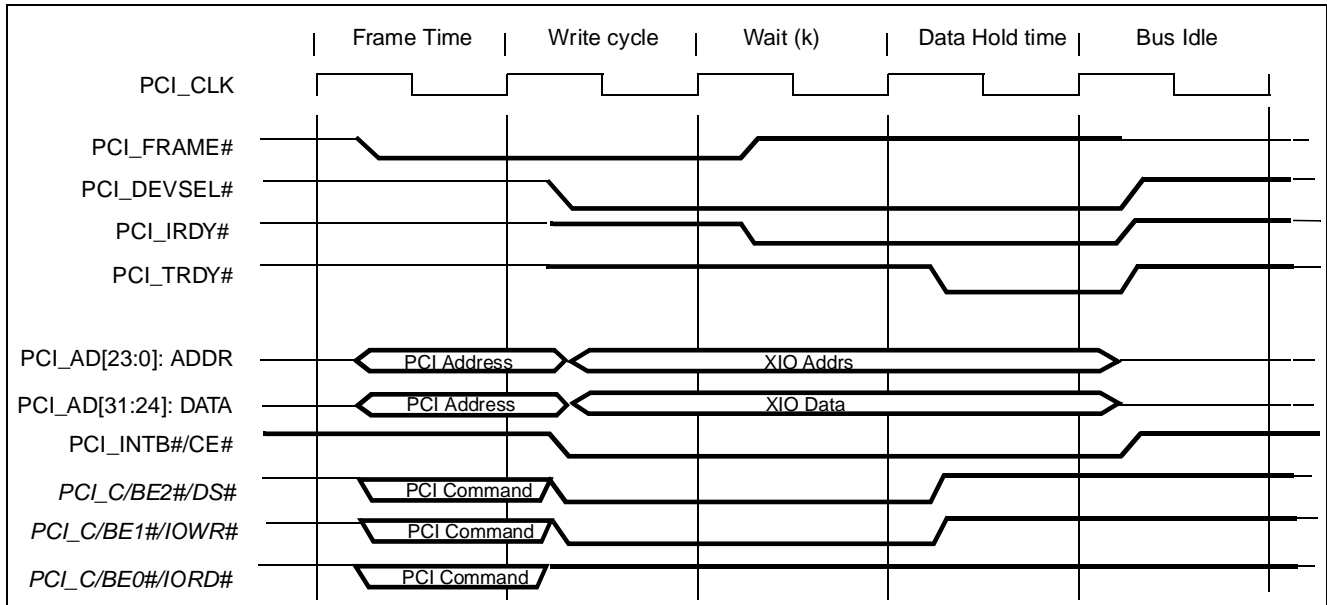 Frame Time Write cycle Wait (k) Data Hold time Bus Idle
PCI_CLK
PCI_FRAME#
PCI_DEVSEL#
PCI_IRDY#
PCI_TRDY#
PCI_AD[23:0]: ADDR PCI Address XIO Addrs
PCI_AD[31:24]: DATA PCI Address XIO Data
PCI_INTB#/CE#
PCI_C/BE2#/DS# PCI Command
PCI_C/BE1#/IOWR# PCI Command
PCI_C/BE0#/IORD# PCI Command